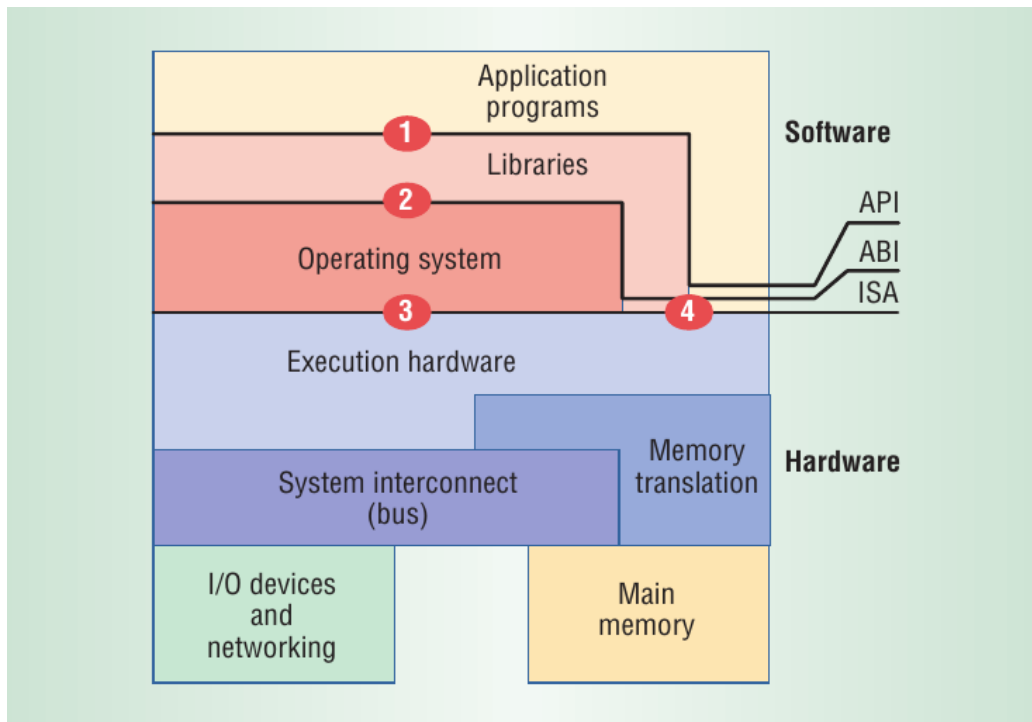 Application
programs
1
Software
Libraries
2
API
Operating system
ABI
ISA
3
4
Execution hardware
Memory
translation
Hardware
System interconnect
(bus)
I/O devices
and
networking
Main
memory